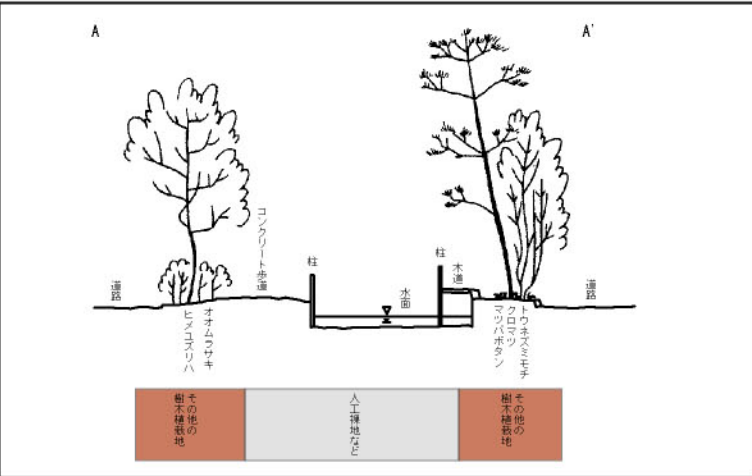 A
A'
コンクリート歩道
柱
柱
木道
水面
道路
道路
オオムラサキ
ヒメユズリハ
トウネズミモチ
クロマツ
マツバボタン
その他の
樹木植栽地
人工裸地など
その他の
樹木植栽地